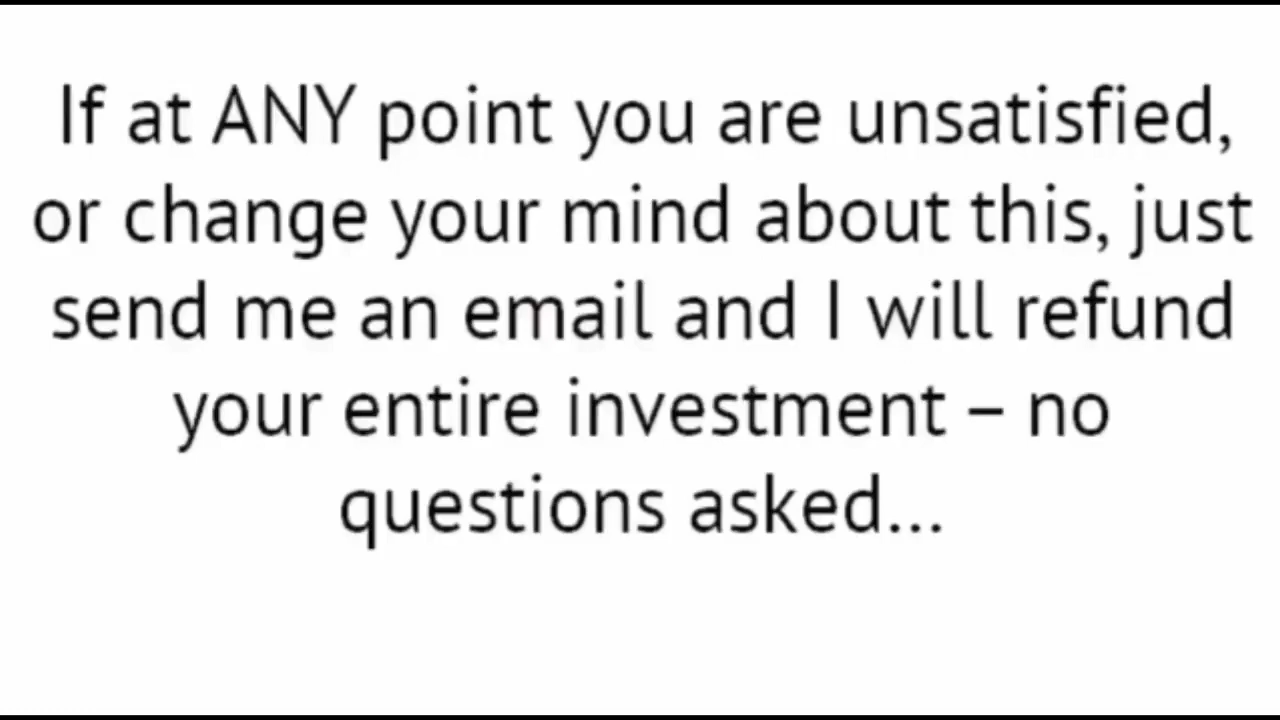 If at ANY point you are unsatisfied,
or change your mind about this, just
send me an email and I will refund
your entire investment – no
questions asked...